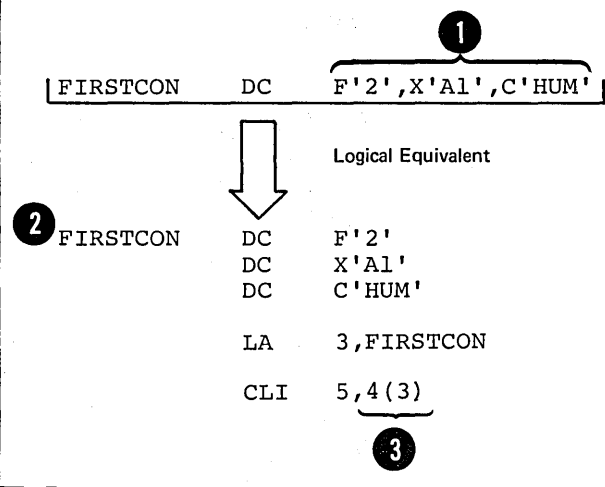 1
FIRSTCON DC F'2',X'A1',C'HUM'
Logical Equivalent
2 FIRSTCON DC F'2'
DC X'A1'
DC C'HUM'
LA 3,FIRSTCON
CLI 5,4(3)
3